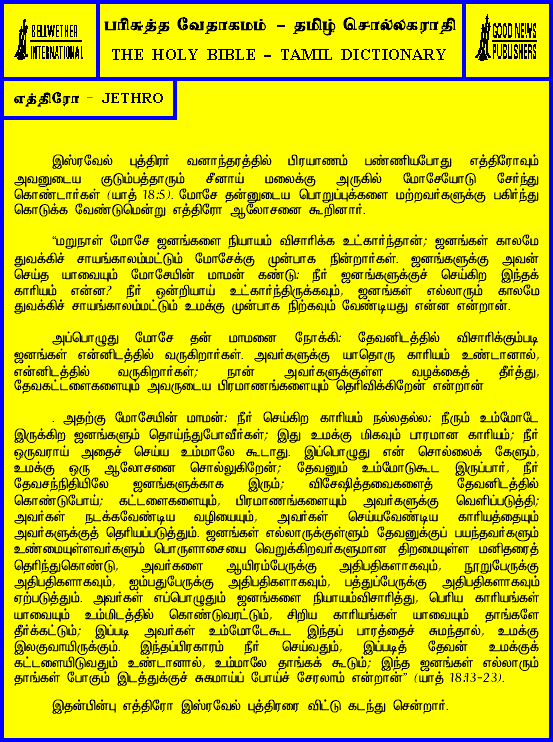 BELLWETHER
INTERNATIONAL
பரிசுத்த வேதாகமம் - தமிழ் சொல்லகராதி
THE HOLY BIBLE - TAMIL DICTIONARY
GOOD NEWS
PUBLISHERS
எத்திரோ - JETHRO
இஸ்ரவேல் புத்திரர் வனாந்தரத்தில் பிரயாணம் பண்ணியபோது எத்திரோவும்
அவனுடைய குடும்பத்தாரும் சீனாய் மலைக்கு அருகில் மோசேயோடு சேர்ந்து
கொண்டார்கள் (யாத் 18:5). மோசே தன்னுடைய பொறுப்புக்களை மற்றவர்களுக்கு பகிர்ந்து
கொடுக்க வேண்டுமென்று எத்திரோ ஆலோசனை கூறினார்.
"மறுநாள் மோசே ஜனங்களை நியாயம் விசாரிக்க உட்கார்ந்தான்; ஜனங்கள் காலமே
துவக்கிச் சாயங்காலம்மட்டும் மோசேக்கு முன்பாக நின்றார்கள். ஜனங்களுக்கு அவன்
செய்த யாவையும் மோசேயின் மாமன் கண்டு: நீர் ஜனங்களுக்குச் செய்கிற இந்தக்
காரியம் என்ன? நீர் ஒன்றியாய் உட்கார்ந்திருக்கவும், ஜனங்கள் எல்லாரும் காலமே
துவக்கிச் சாயங்காலம்மட்டும் உமக்கு முன்பாக நிற்கவும் வேண்டியது என்ன என்றான்.
அப்பொழுது மோசே தன் மாமனை நோக்கி: தேவனிடத்தில் விசாரிக்கும்படி
ஜனங்கள் என்னிடத்தில் வருகிறார்கள். அவர்களுக்கு யாதொரு காரியம் உண்டானால்,
என்னிடத்தில் வருகிறார்கள்; நான் அவர்களுக்குள்ள வழக்கைத் தீர்த்து,
தேவகட்டளைகளையும் அவருடைய பிரமாணங்களையும் தெரிவிக்கிறேன் என்றான்
. அதற்கு மோசேயின் மாமன்: நீர் செய்கிற காரியம் நல்லதல்ல; நீரும் உம்மோடே
இருக்கிற ஜனங்களும் தொய்ந்துபோவீர்கள்; இது உமக்கு மிகவும் பாரமான காரியம்; நீர்
ஒருவராய் அதைச் செய்ய உம்மாலே கூடாது. இப்பொழுது என் சொல்லைக் கேளும்,
உமக்கு ஒரு ஆலோசனை சொல்லுகிறேன்; தேவனும் உம்மோடுகூட இருப்பார், நீர்
தேவசந்நிதியிலே ஜனங்களுக்காக இரும்; விசேஷித்தவைகளைத் தேவனிடத்தில்
கொண்டுபோய்; கட்டளைகளையும், பிரமாணங்களையும் அவர்களுக்கு வெளிப்படுத்தி;
அவர்கள் நடக்கவேண்டிய வழியையும், அவர்கள் செய்யவேண்டிய காரியத்தையும்
அவர்களுக்குத் தெரியப்படுத்தும். ஜனங்கள் எல்லாருக்குள்ளும் தேவனுக்குப் பயந்தவர்களும்
உண்மையுள்ளவர்களும் பொருளாசையை வெறுக்கிறவர்களுமான திறமையுள்ள மனிதரைத்
தெரிந்துகொண்டு, அவர்களை ஆயிரம்பேருக்கு அதிபதிகளாகவும், நூறுபேருக்கு
அதிபதிகளாகவும், ஐம்பதுபேருக்கு அதிபதிகளாகவும், பத்துப்பேருக்கு அதிபதிகளாகவும்
ஏற்படுத்தும். அவர்கள் எப்பொழுதும் ஜனங்களை நியாயம்விசாரித்து, பெரிய காரியங்கள்
யாவையும் உம்மிடத்தில் கொண்டுவரட்டும், சிறிய காரியங்கள் யாவையும் தாங்களே
தீர்க்கட்டும்; இப்படி அவர்கள் உம்மோடேகூட இந்தப் பாரத்தைச் சுமந்தால், உமக்கு
இலகுவாயிருக்கும். இந்தப்பிரகாரம் நீர் செய்வதும், இப்படித் தேவன் உமக்குக்
கட்டளையிடுவதும் உண்டானால், உம்மாலே தாங்கக் கூடும்; இந்த ஜனங்கள் எல்லாரும்
தாங்கள் போகும் இடத்துக்குச் சுகமாய்ப் போய்ச் சேரலாம் என்றான்" (யாத் 18:13-23).
இதன்பின்பு எத்திரோ இஸ்ரவேல் புத்திரரை விட்டு கடந்து சென்றார்.